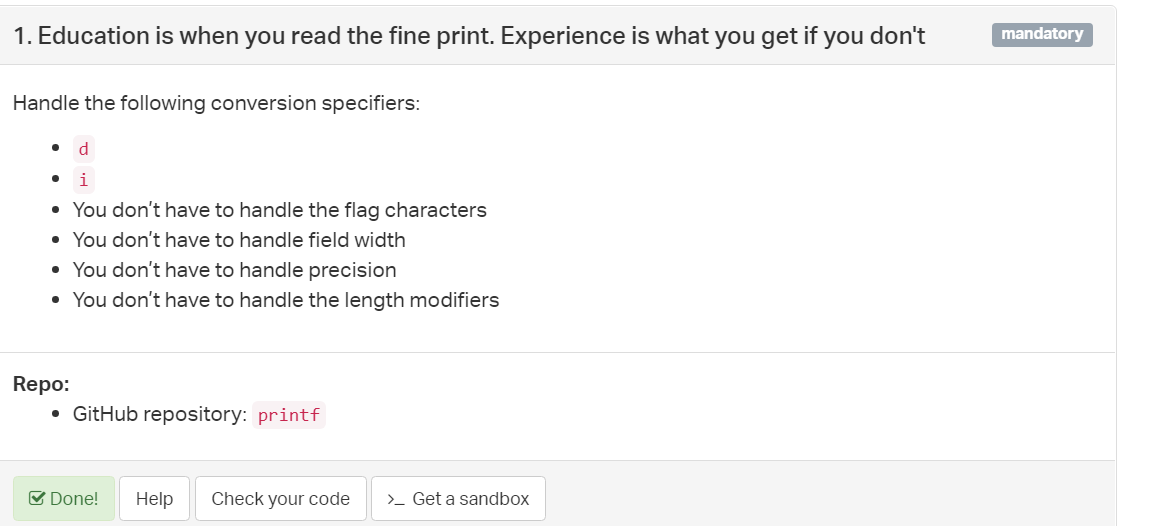 1. Education is when you read the fine print. Experience is what you get if you don't
mandatory
Handle the following conversion specifiers:
• d
• i
• You don’t have to handle the flag characters
• You don’t have to handle field width
• You don’t have to handle precision
• You don’t have to handle the length modifiers
Repo:
• GitHub repository: printf
Done!
Help
Check your code
>_ Get a sandbox